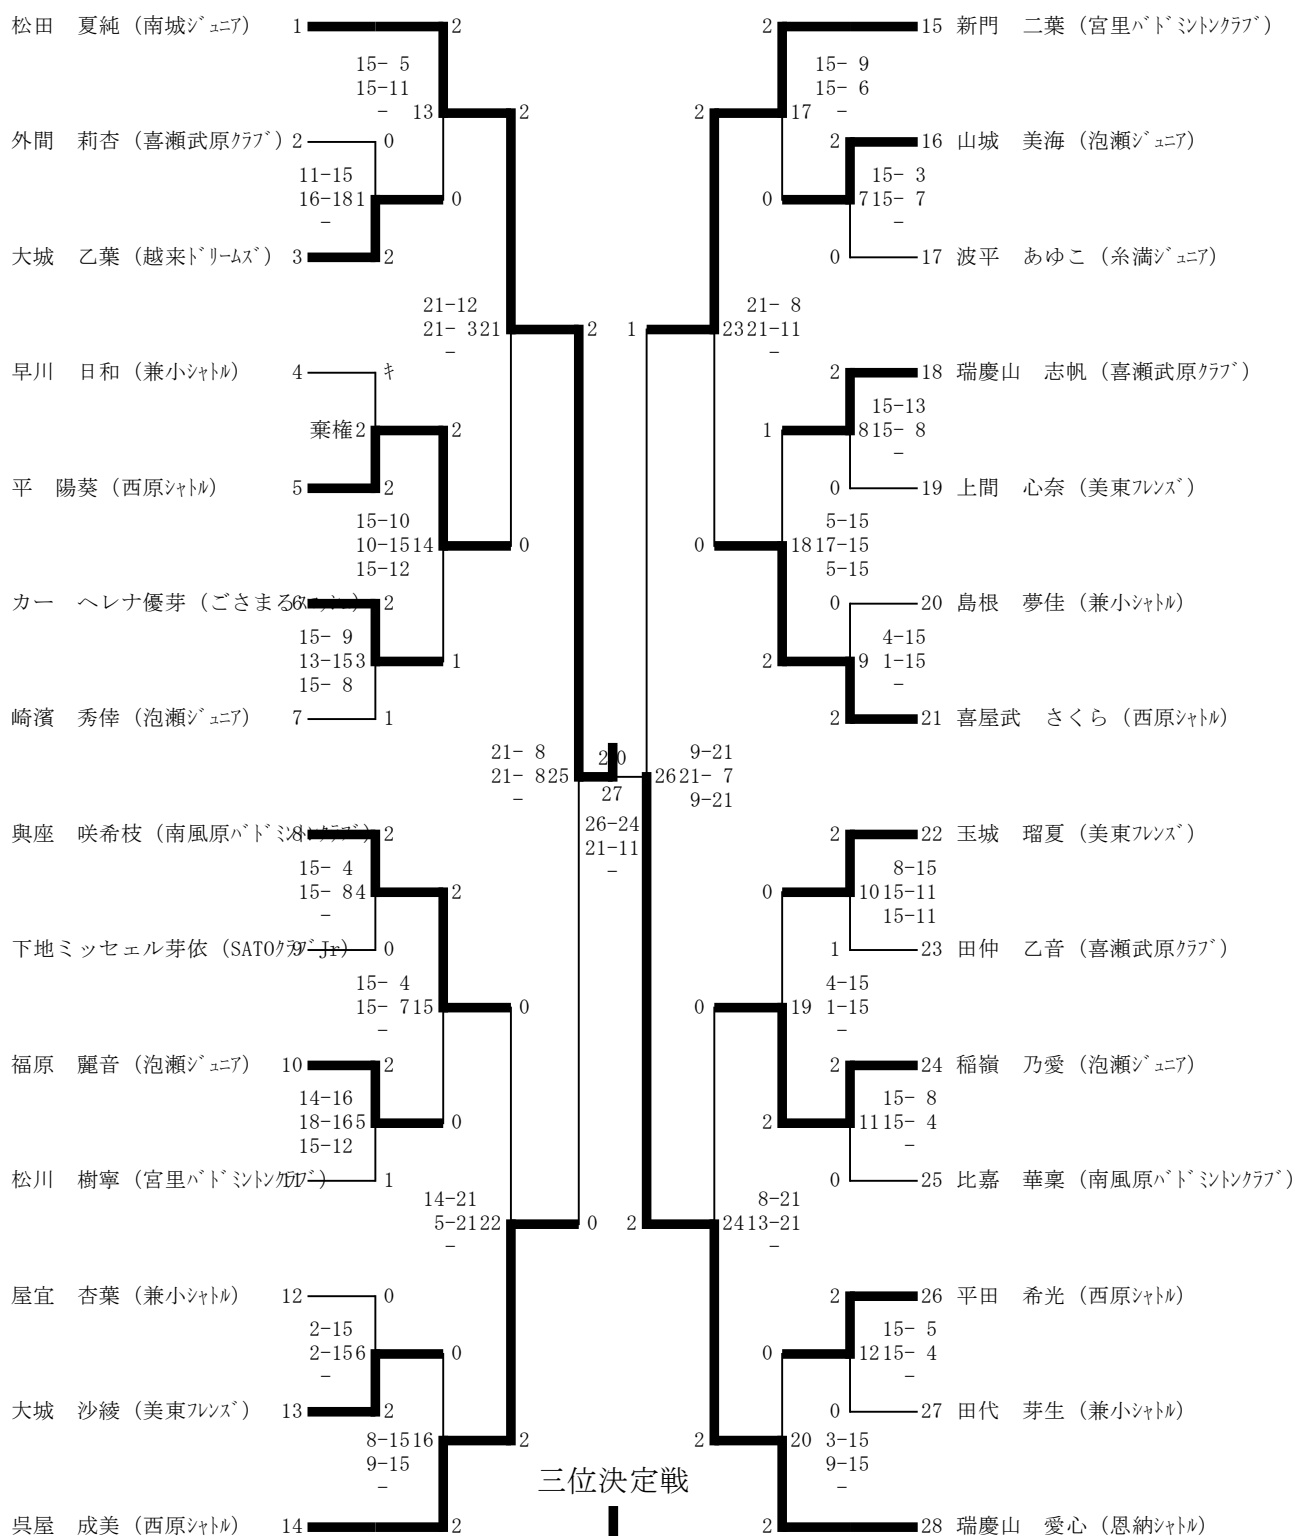 松田　夏純（南城ｼﾞｭﾆｱ） 1 2
15- 5
15-11
-
13 2
外間　莉杏（喜瀬武原ｸﾗﾌﾞ） 2 0
11-15
16-18 1 0
-
大城　乙葉（越来ﾄﾞﾘｰﾑｽﾞ） 3 2
21-12
21- 3 21 2
-
早川　日和（兼小ｼｬﾄﾙ） 4 キ
棄権 2 2
平　陽葵（西原ｼｬﾄﾙ） 5 2
15-10
10-15 14 0
15-12
カー　ヘレナ優芽（ごさまる 6 2
15- 9
13-15 3 1
15- 8
崎濱　秀倖（泡瀬ｼﾞｭﾆｱ） 7 1
21- 8
21- 8 25
-
2 0
27
26-24
21-11
-
與座　咲希枝（南風原ﾊﾞﾄﾞﾐﾝﾄﾝｸﾗﾌﾞ） 8 2
15- 4
15- 8 4 2
-
下地ミッセェル芽依（SATOｸﾗﾌﾞJr） 9 0
15- 4
15- 7 15 0
-
福原　麗音（泡瀬ｼﾞｭﾆｱ） 10 2
14-16
18-16 5 0
15-12
松川　樹寧（宮里ﾊﾞﾄﾞﾐﾝﾄﾝｸﾗﾌﾞ） 11 1
14-21
5-21 22 0
-
屋宜　杏葉（兼小ｼｬﾄﾙ） 12 0
2-15
2-15 6 0
-
大城　沙綾（美東ﾌﾚﾝｽﾞ） 13 2
8-15 16 2
9-15
-
呉屋　成美（西原ｼｬﾄﾙ） 14 2
三位決定戦
2 15 新門　二葉（宮里ﾊﾞﾄﾞﾐﾝﾄﾝｸﾗﾌﾞ）
15- 9
15- 6
-
2 17
2 16 山城　美海（泡瀬ｼﾞｭﾆｱ）
15- 3
0 7 15- 7
-
0 17 波平　あゆこ（糸満ｼﾞｭﾆｱ）
21- 8
1 23 21-11
-
2 18 瑞慶山　志帆（喜瀬武原ｸﾗﾌﾞ）
15-13
1 8 15- 8
-
0 19 上間　心奈（美東ﾌﾚﾝｽﾞ）
5-15
0 18 17-15
5-15
0 20 島根　夢佳（兼小ｼｬﾄﾙ）
4-15
2 9 1-15
-
2 21 喜屋武　さくら（西原ｼｬﾄﾙ）
9-21
26 21- 7
9-21
2 22 玉城　瑠夏（美東ﾌﾚﾝｽﾞ）
8-15
0 10 15-11
15-11
1 23 田仲　乙音（喜瀬武原ｸﾗﾌﾞ）
4-15
0 19 1-15
-
2 24 稲嶺　乃愛（泡瀬ｼﾞｭﾆｱ）
15- 8
2 11 15- 4
-
0 25 比嘉　華稟（南風原ﾊﾞﾄﾞﾐﾝﾄﾝｸﾗﾌﾞ）
8-21
2 24 13-21
-
2 26 平田　希光（西原ｼｬﾄﾙ）
15- 5
0 12 15- 4
-
0 27 田代　芽生（兼小ｼｬﾄﾙ）
2 20 3-15
9-15
-
2 28 瑞慶山　愛心（恩納ｼｬﾄﾙ）